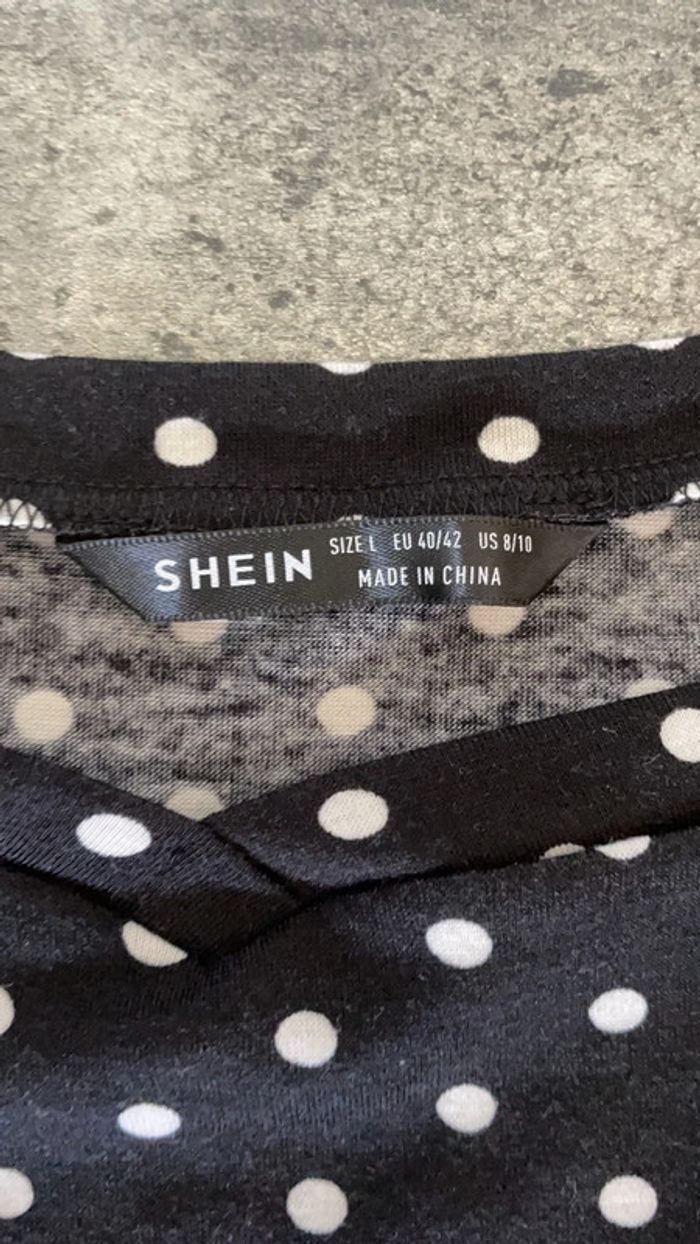 SHEIN
SIZE L EU 40/42 US 8/10
MADE IN CHINA